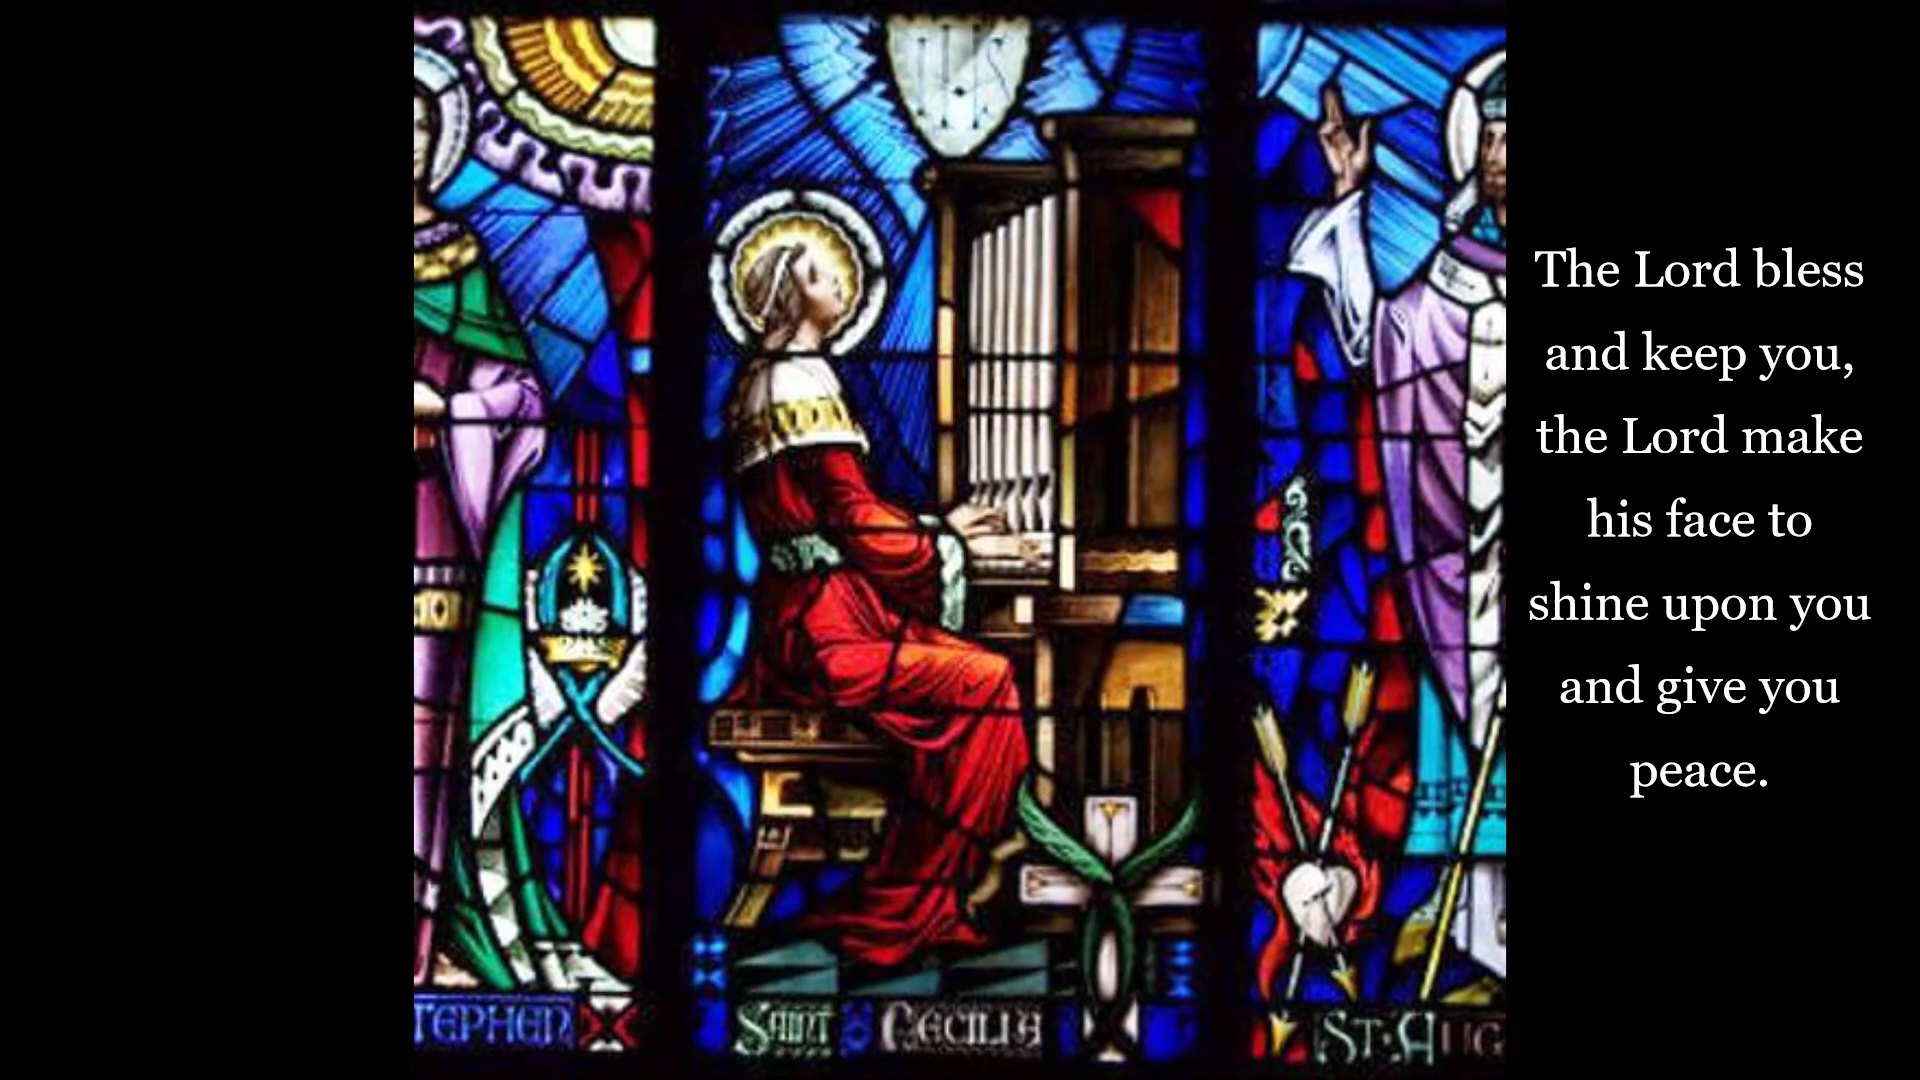 TEPHEN
SAINT CECILIA
ST. AUG
The Lord bless
and keep you,
the Lord make
his face to
shine upon you
and give you
peace.